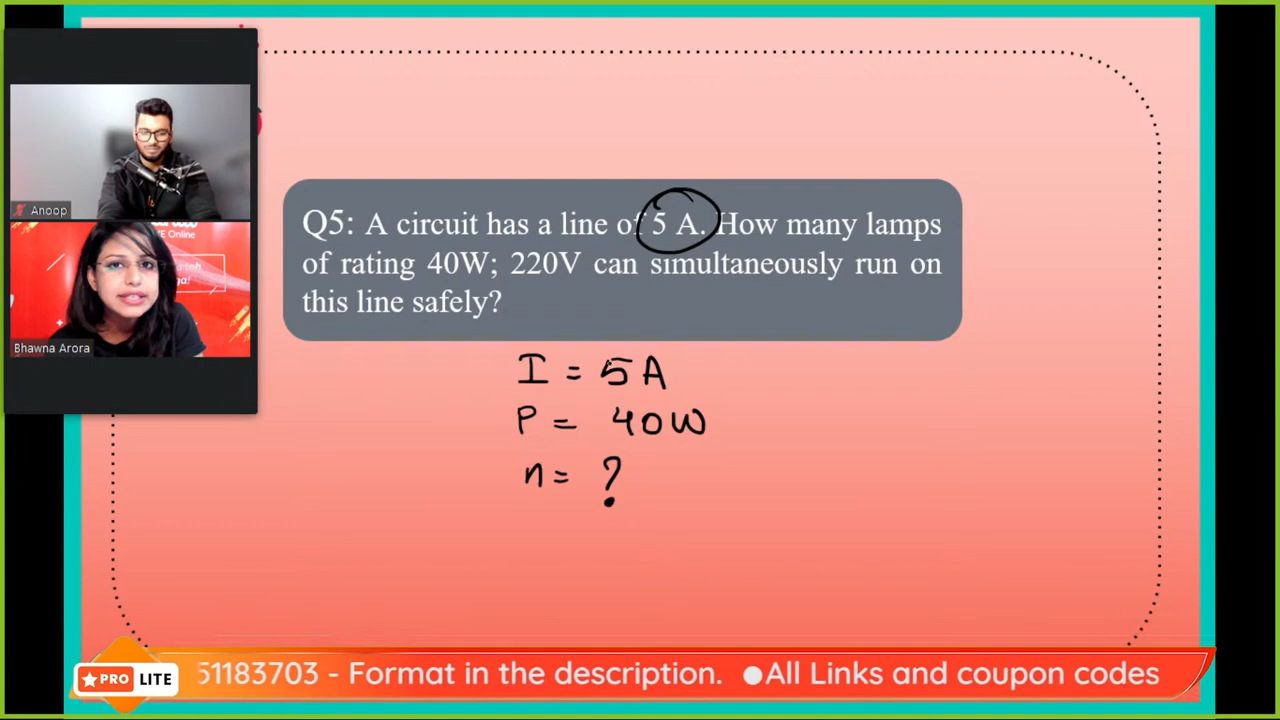 Anoop
E Online
Bhawna Arora
Q5: A circuit has a line of 5 A. How many lamps
of rating 40W; 220V can simultaneously run on
this line safely?
I = 5A
P = 40W
n = ?
PRO LITE
51183703 - Format in the description. ●All Links and coupon codes